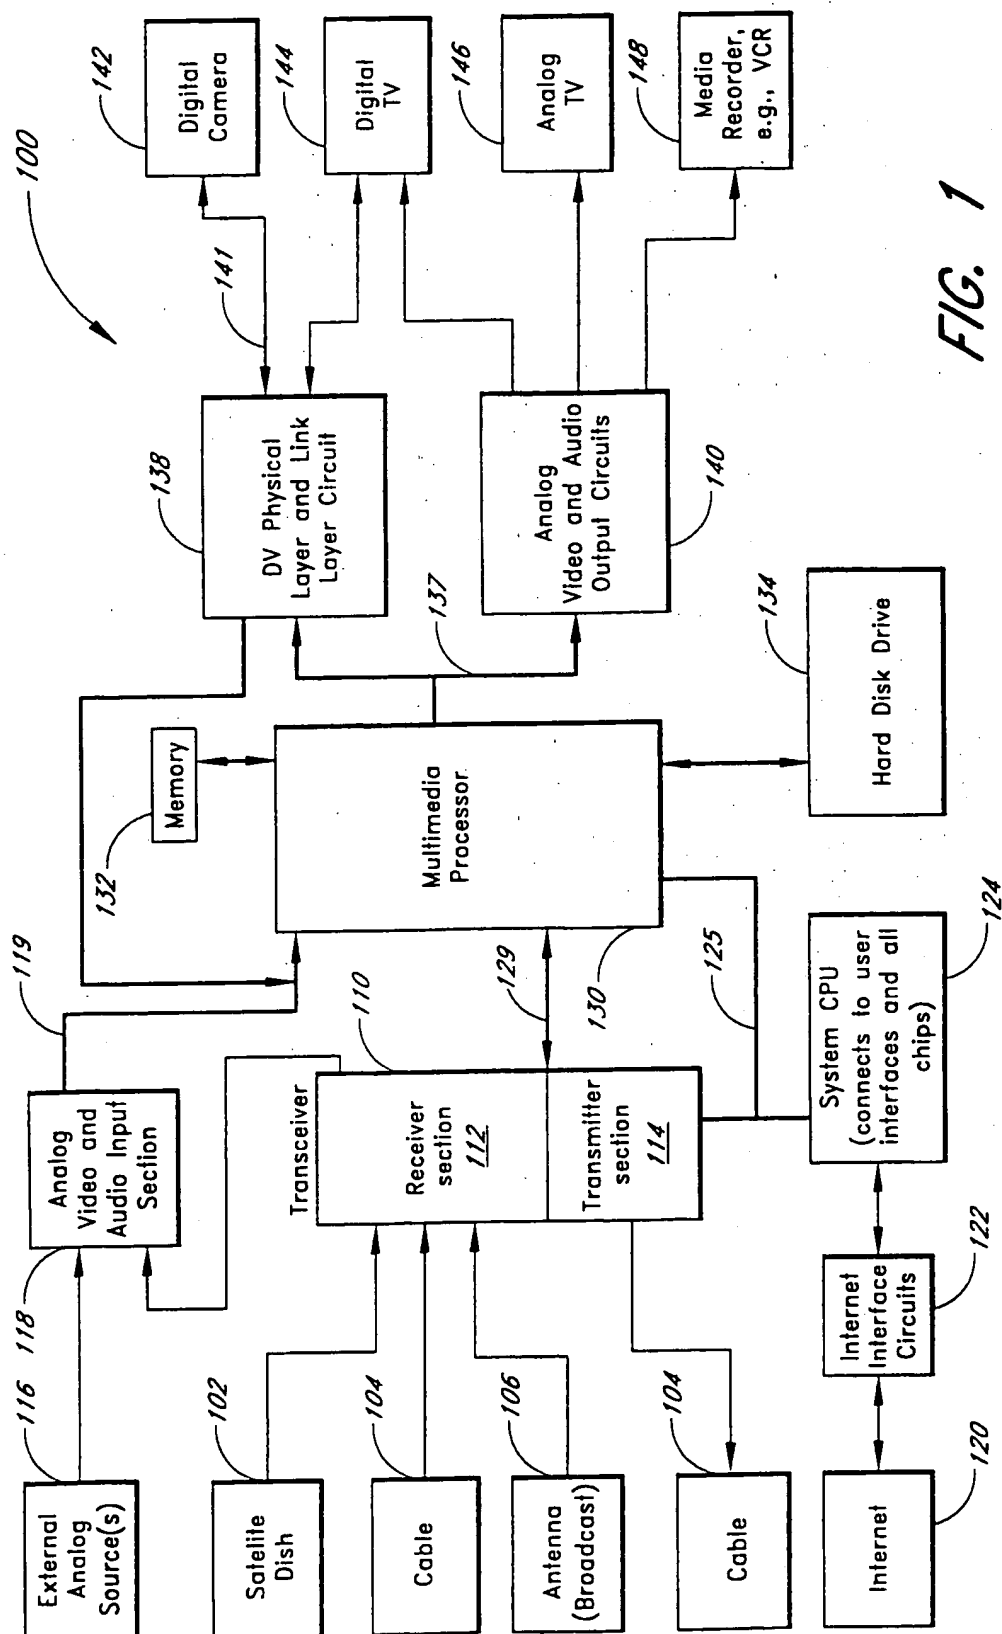 100
External
Analog
Source(s)
116
Analog
Video and
Audio Input
Section
118
119
Satelite
Dish
102
Cable
104
Antenna
(Broadcast)
106
Cable
104
Internet
120
Internet
Interface
Circuits
122
System CPU
(connects to user
interfaces and all
chips)
124
125
Transceiver
110
Receiver
section
112
Transmitter
section
114
129
Multimedia
Processor
130
Memory
132
Hard Disk Drive
134
137
DV Physical
Layer and Link
Layer Circuit
138
Analog
Video and Audio
Output Circuits
140
141
Digital
Camera
142
Digital
TV
144
Analog
TV
146
Media
Recorder,
e.g., VCR
148
FIG. 1